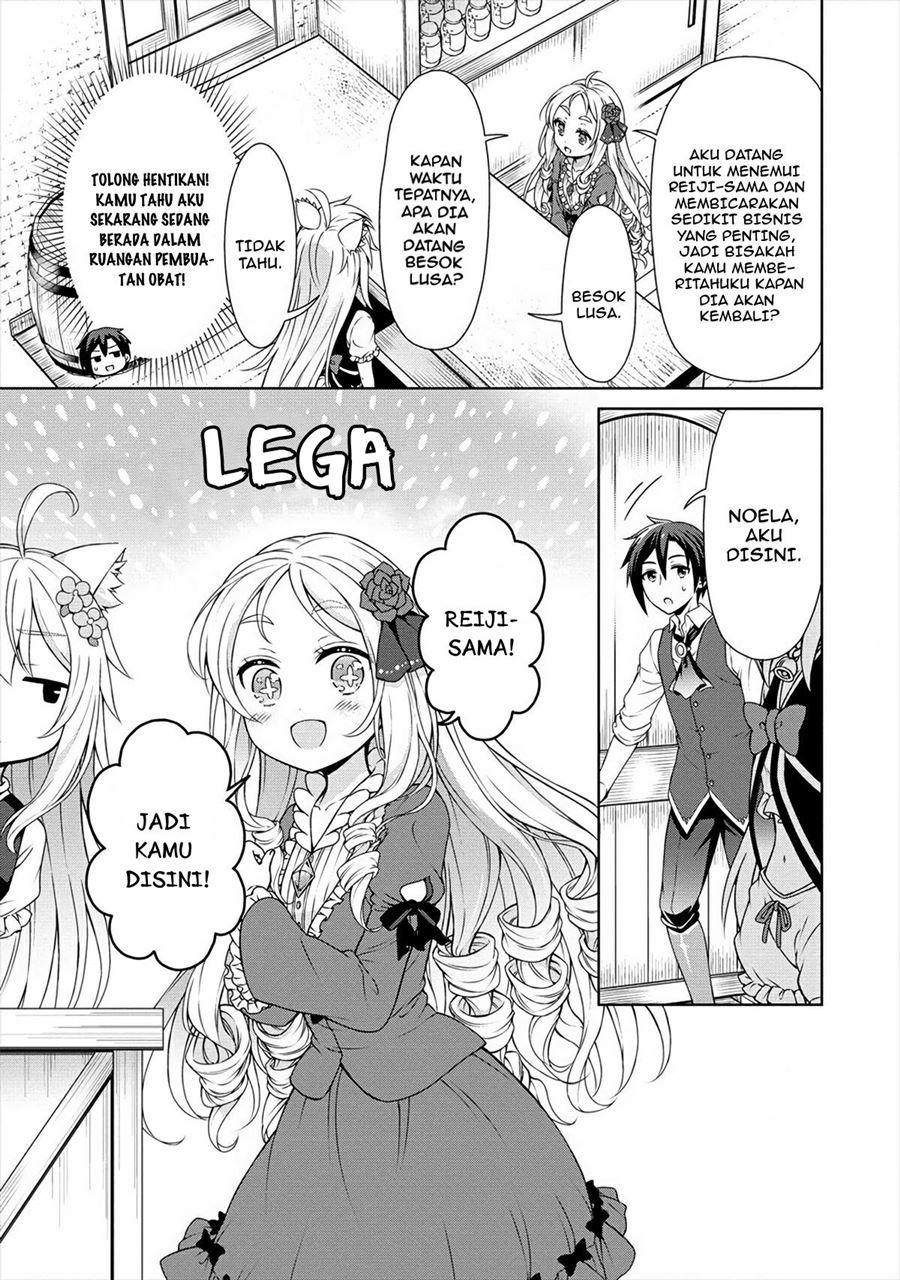 AKU DATANG
UNTUK MENEMUI
REIJI-SAMA DAN
MEMBICARAKAN
SEDIKIT BISNIS
YANG PENTING,
JADI BISAKAH
KAMU MEMBE-
RITAHUKU KAPAN
DIA AKAN
KEMBALI?
BESOK
LUSA.
KAPAN
WAKTU
TEPATNYA,
APA DIA
AKAN
DATANG
BESOK
LUSA?
TIDAK
TAHU.
TOLONG HENTIKAN!
KAMU TAHU AKU
SEKARANG SEDANG
BERADA DALAM
RUANGAN PEMBUA-
TAN OBAT!
NOELA,
AKU
DISINI.
LEGA
REIJI-
SAMA!
JADI
KAMU
DISINI!